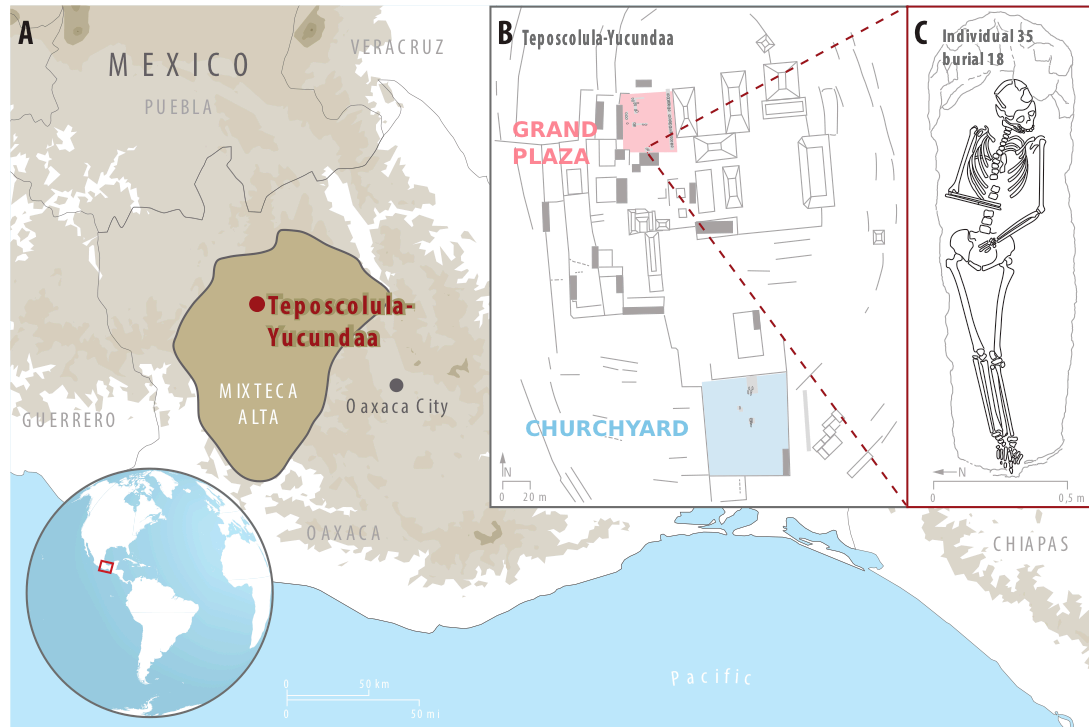 A
MEXICO
VERACRUZ
PUEBLA
Teposcolula-
Yucundaa
MIXTECA
ALTA
Oaxaca City
GUERRERO
OAXACA
CHIAPAS
Pacific
0 50 km
0 50 mi
B Teposcolula-Yucundaa
GRAND
PLAZA
CHURCHYARD
N
0 20 m
C Individual 35
burial 18
N
0 0,5 m